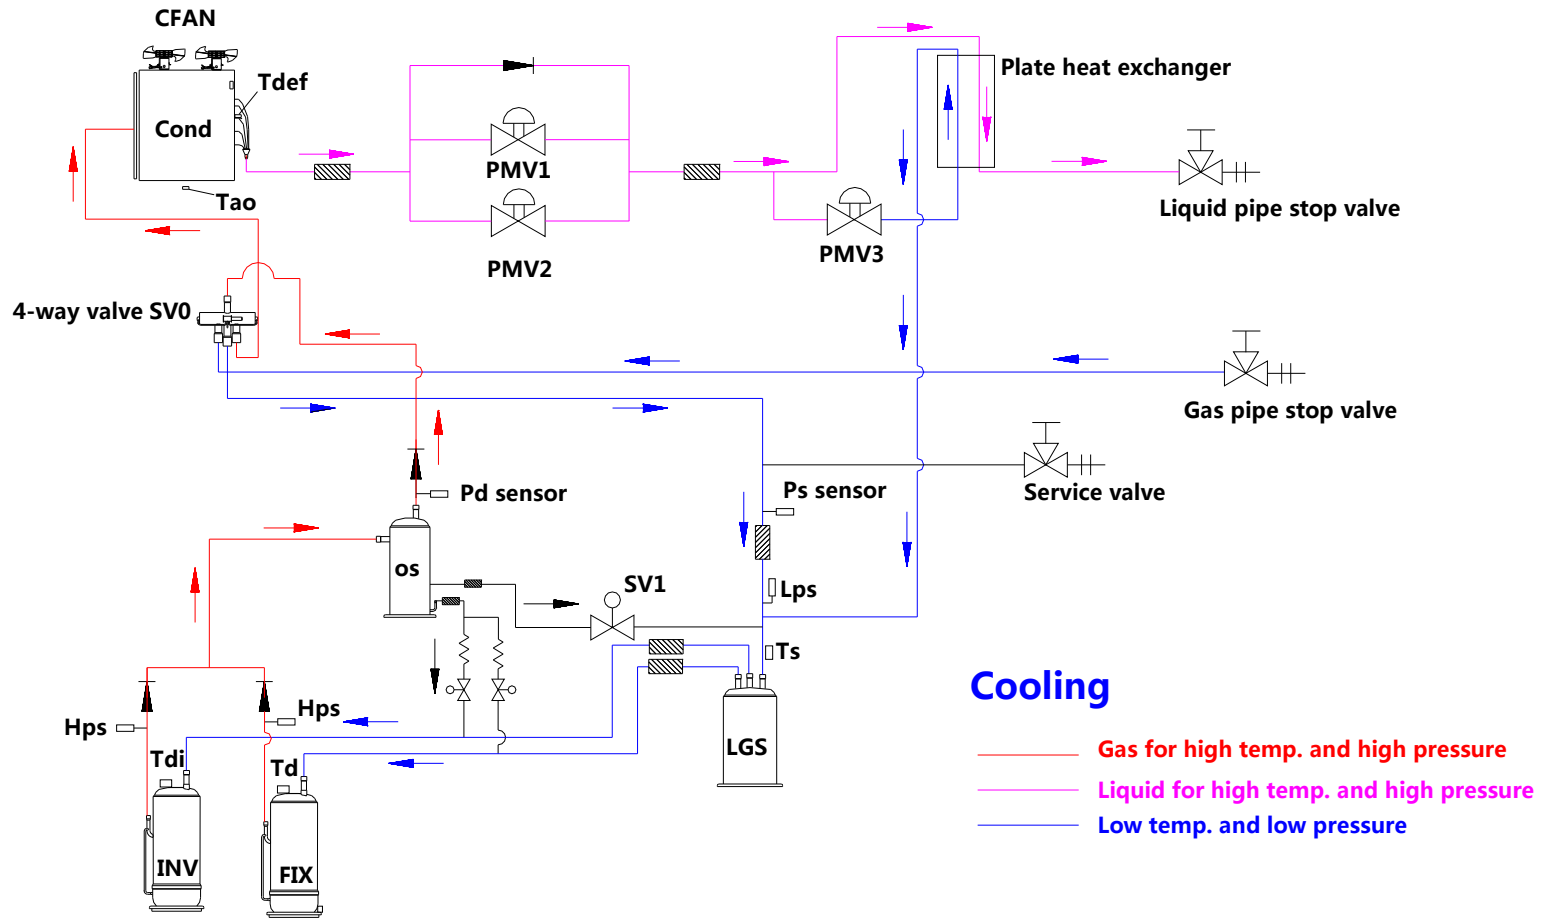 CFAN
Tdef
Plate heat exchanger
Cond
PMV1
Tao
Liquid pipe stop valve
PMV3
PMV2
4-way valve SV0
Gas pipe stop valve
Pd sensor
Ps sensor
Service valve
os
SV1
Lps
Ts
Cooling
Hps
Hps
LGS
Gas for high temp. and high pressure
Tdi
Td
Liquid for high temp. and high pressure
Low temp. and low pressure
INV
FIX